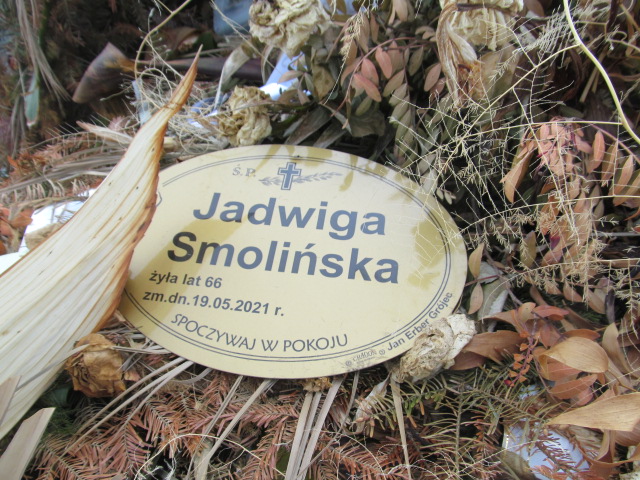 Ś.P.
Jadwiga
Smolińska
żyła lat 66
zm.dn.19.05.2021 r.
SPOCZYWAJ W POKOJU
Jan Erber Grójec